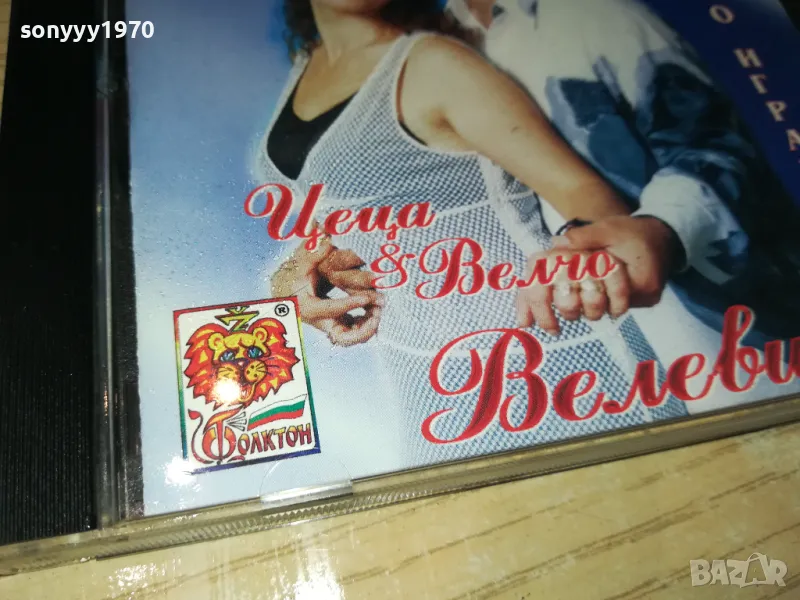 sonyyy1970
О ИГРА
Цеца
& Велчо
Велеви
®
Фолктон
BAZAR